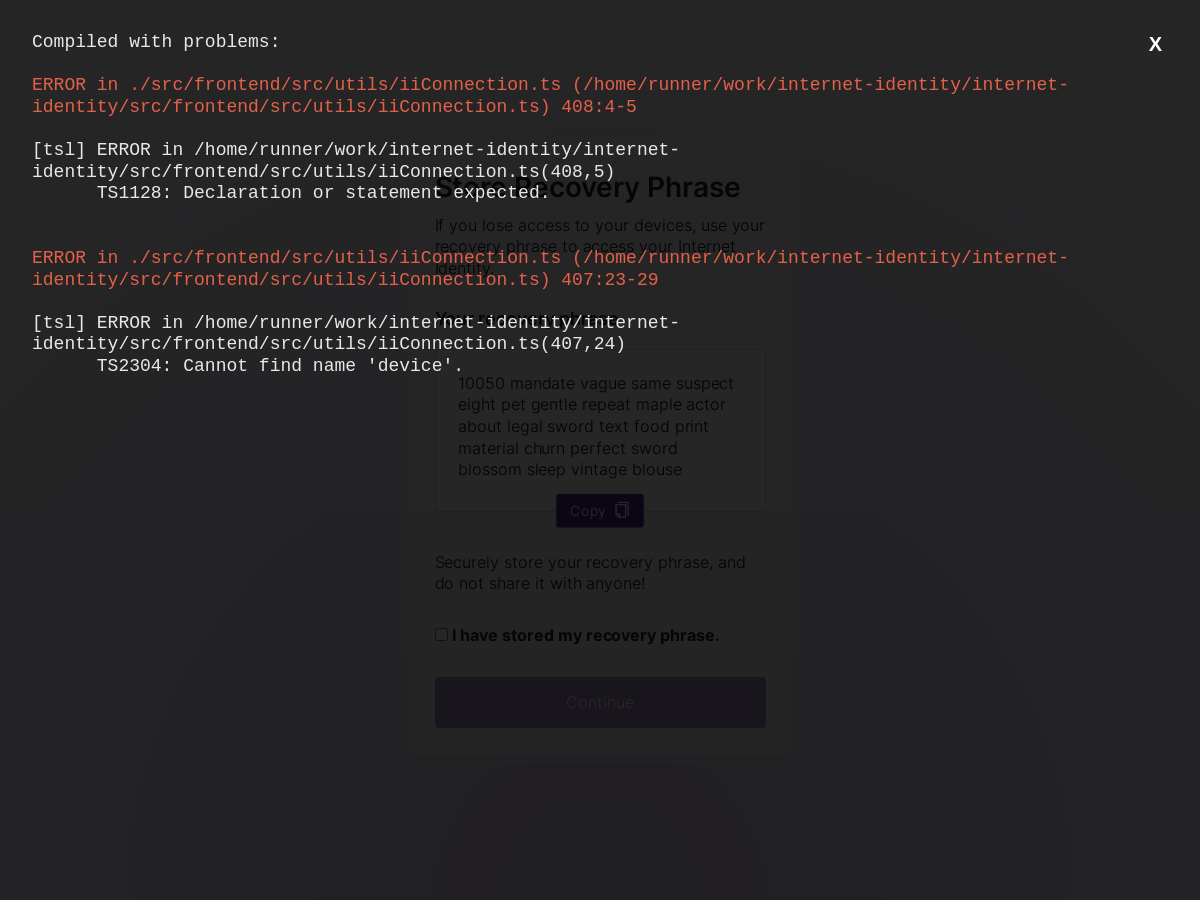 Compiled with problems:
X
ERROR in ./src/frontend/src/utils/iiConnection.ts (/home/runner/work/internet-identity/internet-
identity/src/frontend/src/utils/iiConnection.ts) 408:4-5
[tsl] ERROR in /home/runner/work/internet-identity/internet-
identity/src/frontend/src/utils/iiConnection.ts(408,5)
TS1128: Declaration or statement expected.
ERROR in ./src/frontend/src/utils/iiConnection.ts (/home/runner/work/internet-identity/internet-
identity/src/frontend/src/utils/iiConnection.ts) 407:23-29
[tsl] ERROR in /home/runner/work/internet-identity/internet-
identity/src/frontend/src/utils/iiConnection.ts(407,24)
TS2304: Cannot find name 'device'.
Store Recovery Phrase
If you lose access to your devices, use your
recovery phrase to access your Internet
Identity.
Your recovery phrase
10050 mandate vague same suspect
eight pet gentle repeat maple actor
about legal sword text food print
material churn perfect sword
blossom sleep vintage blouse
Copy
Securely store your recovery phrase, and
do not share it with anyone!
I have stored my recovery phrase.
Continue